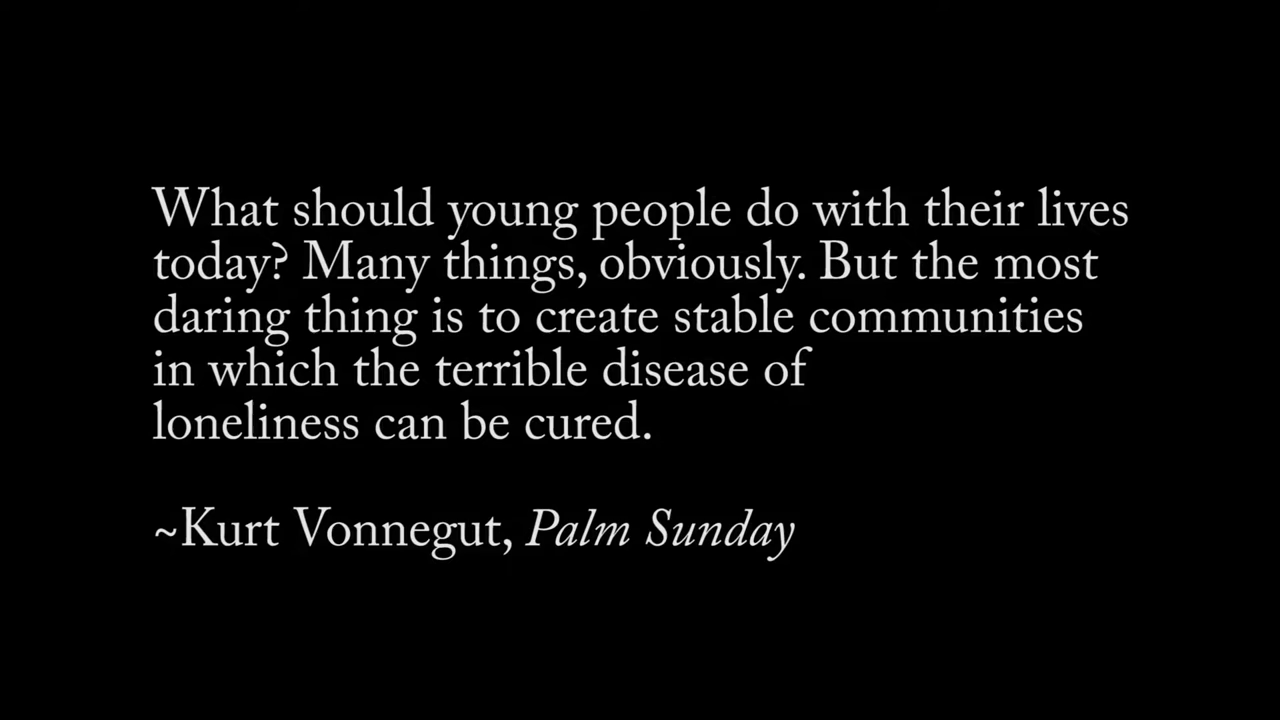 What should young people do with their lives
today? Many things, obviously. But the most
daring thing is to create stable communities
in which the terrible disease of
loneliness can be cured.
~Kurt Vonnegut, Palm Sunday